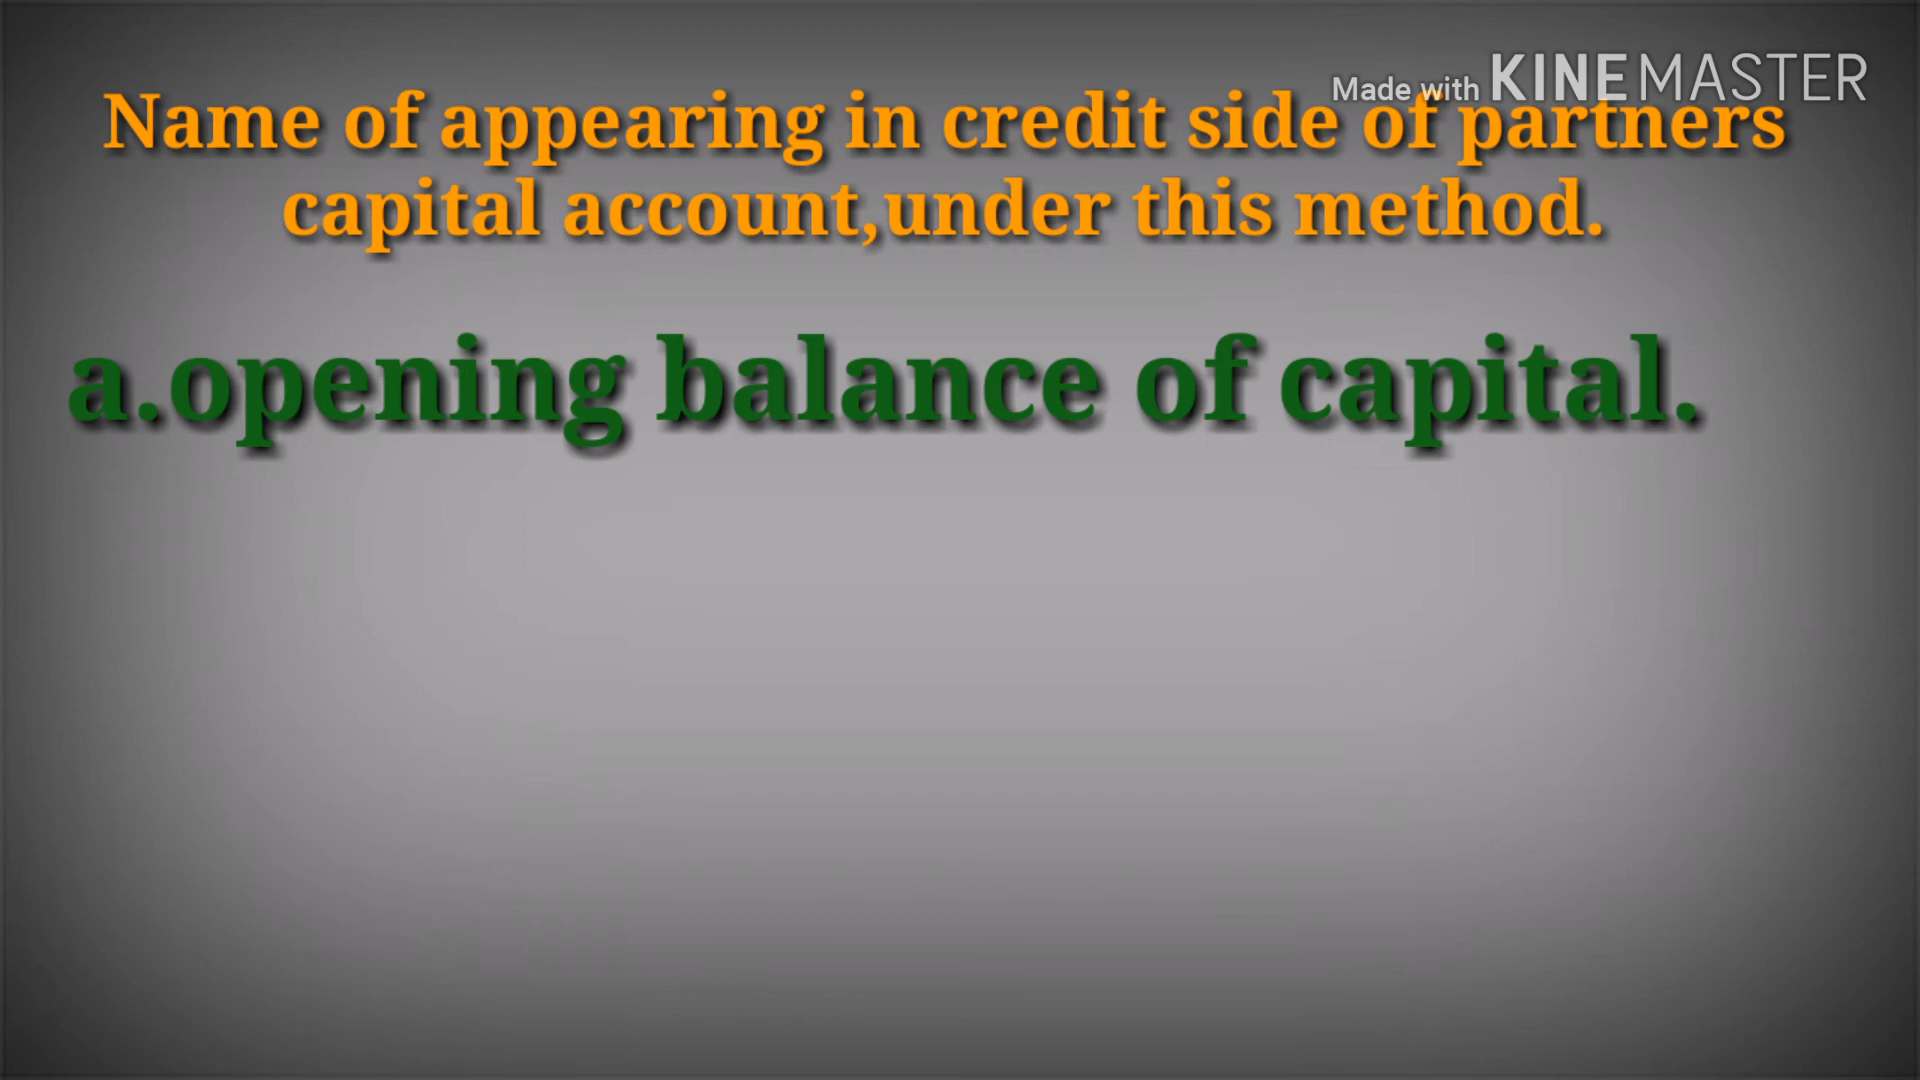 Made with KINEMASTER
Name of appearing in credit side of partners
capital account,under this method.
a.opening balance of capital.